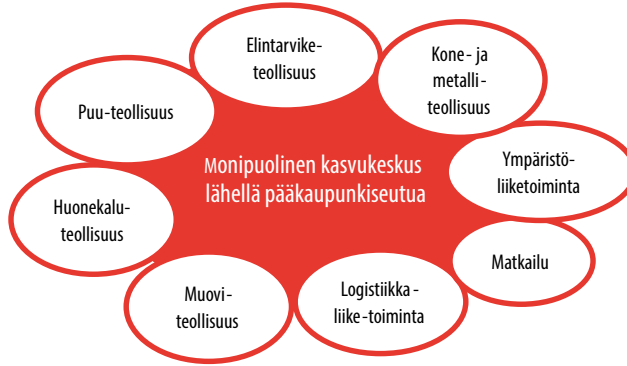 Elintarvike-
teollisuus
Kone- ja
metalli-
teollisuus
Puu-teollisuus
Monipuolinen kasvukeskus
lähellä pääkaupunkiseutua
Ympäristö-
liiketoiminta
Huonekalu-
teollisuus
Matkailu
Muovi-
teollisuus
Logistiikka-
liike-toiminta